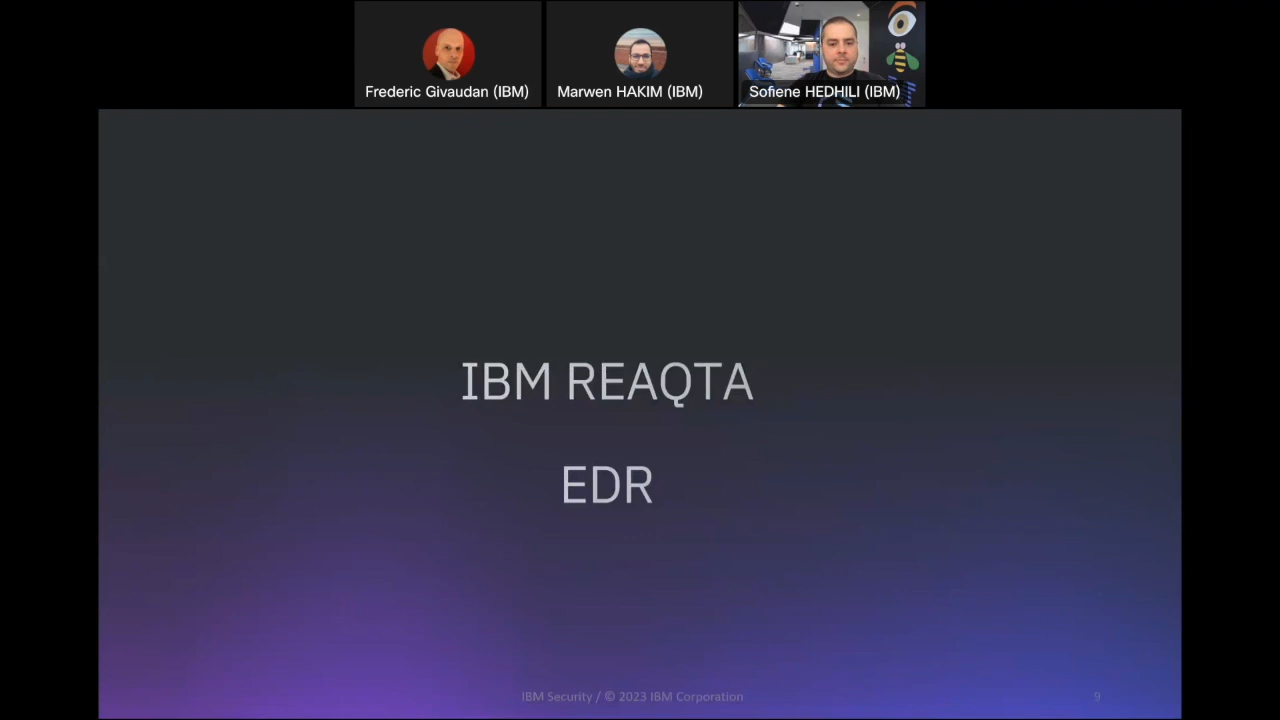 Frederic Givaudan (IBM)
Marwen HAKIM (IBM)
Sofiene HEDHILI (IBM)
IBM REAQTA
EDR
IBM Security / © 2023 IBM Corporation
9